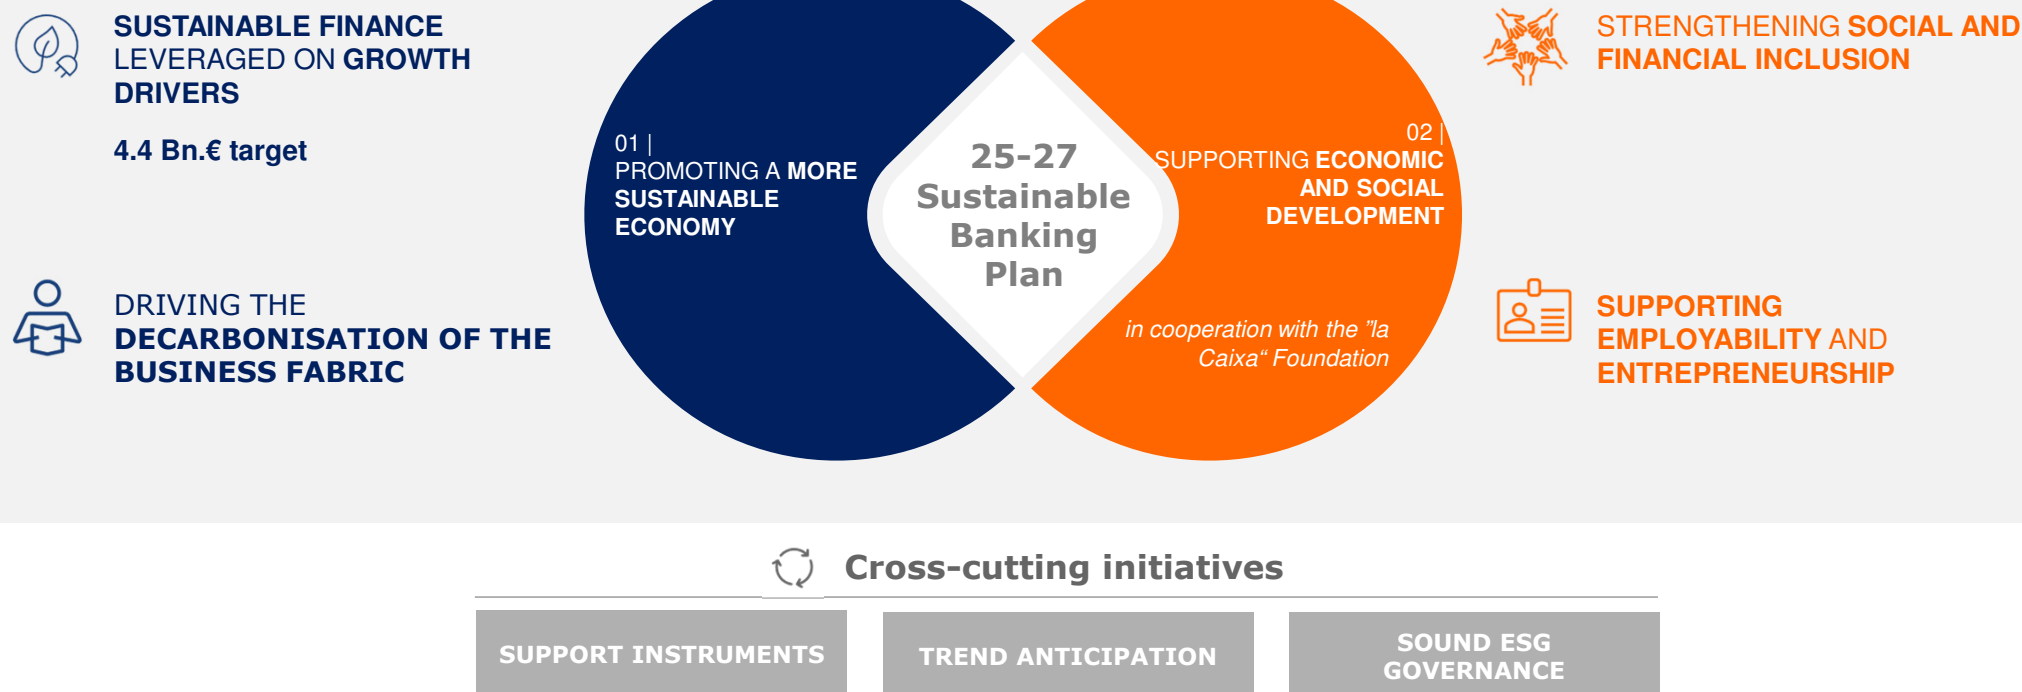 SUSTAINABLE FINANCE
LEVERAGED ON GROWTH
DRIVERS
4.4 Bn.€ target
DRIVING THE
DECARBONISATION OF THE
BUSINESS FABRIC
01 |
PROMOTING A MORE
SUSTAINABLE
ECONOMY
25-27
Sustainable
Banking
Plan
02 |
SUPPORTING ECONOMIC
AND SOCIAL
DEVELOPMENT
in cooperation with the ”la
Caixa“ Foundation
STRENGTHENING SOCIAL AND
FINANCIAL INCLUSION
SUPPORTING
EMPLOYABILITY AND
ENTREPRENEURSHIP
Cross-cutting initiatives
SUPPORT INSTRUMENTS
TREND ANTICIPATION
SOUND ESG
GOVERNANCE